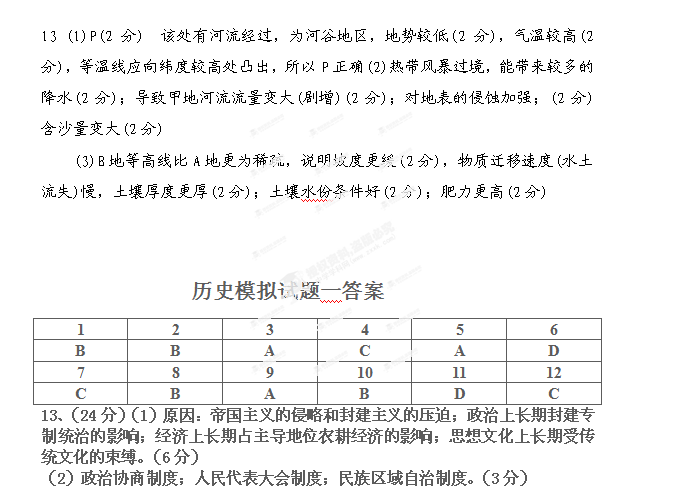 13 (1)P(2 分) 该处有河流经过，为河谷地区，地势较低(2 分)，气温较高(2
分)，等温线应向纬度较高处凸出，所以 P 正确(2)热带风暴过境，能带来较多的
降水(2 分)；导致甲地河流流量变大(剧增)(2 分)；对地表的侵蚀加强；(2 分)
含沙量变大(2 分)
(3)B 地等高线比 A 地更为稀疏，说明坡度更缓(2 分)，物质迁移速度(水土
流失)慢，土壤厚度更厚(2 分)；土壤水份条件好(2 分)；肥力更高(2 分)
历史模拟试题一答案
1 2 3 4 5 6
B B A C A D
7 8 9 10 11 12
C B A B D C
13、（24 分）（1）原因：帝国主义的侵略和封建主义的压迫；政治上长期封建专
制统治的影响；经济上长期占主导地位农耕经济的影响；思想文化上长期受传
统文化的束缚。（6 分）
（2）政治协商制度；人民代表大会制度；民族区域自治制度。（3 分）